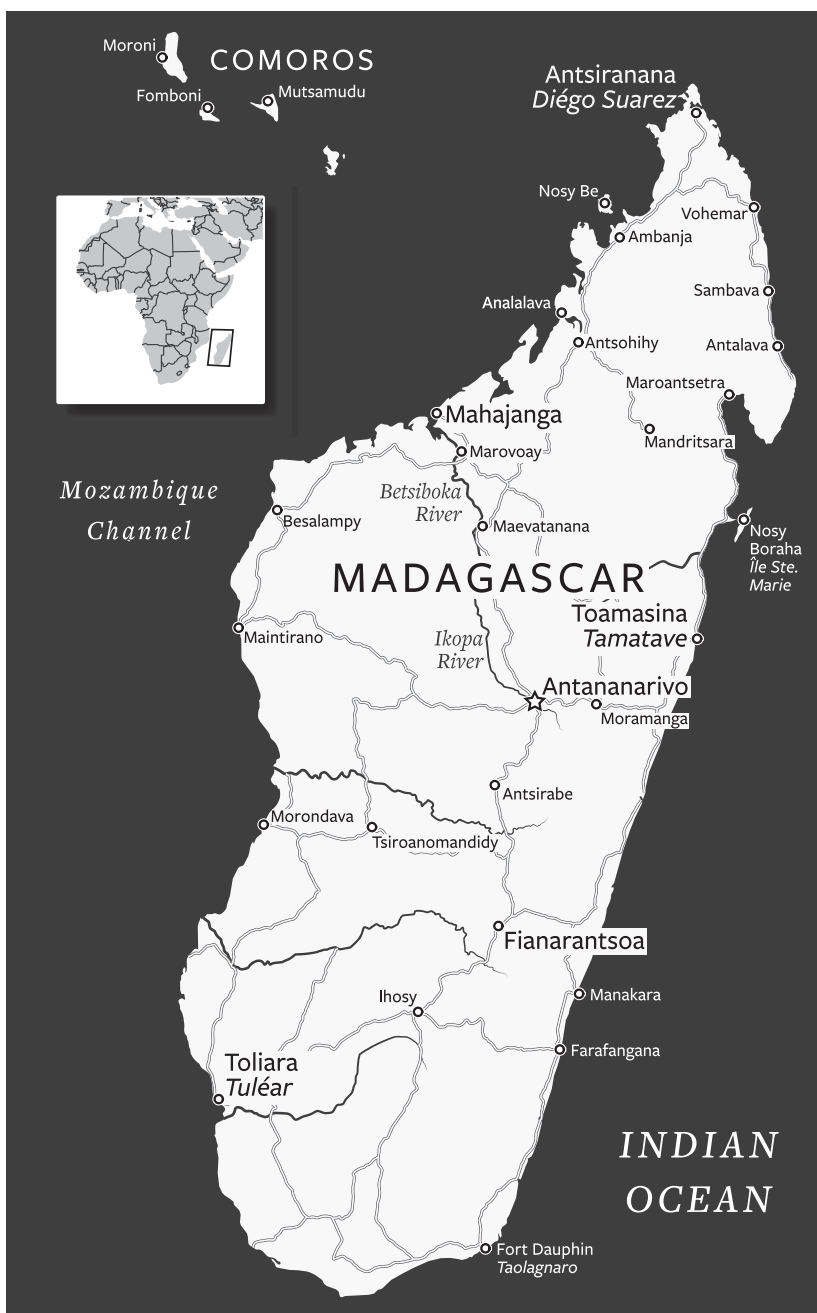 Moroni
COMOROS
Fomboni
Mutsamudu
Antsiranana
Diégo Suarez
Nosy Be
Vohemar
Ambanja
Sambava
Analalava
Antsohihy
Antalava
Maroantsetra
Mahajanga
Mandritsara
Marovoay
Mozambique
Channel
Betsiboka
River
Besalampy
Maevatanana
Nosy
Boraha
Île Ste.
Marie
MADAGASCAR
Toamasina
Tamatave
Maintirano
Ikopa
River
Antananarivo
Moramanga
Antsirabe
Morondava
Tsiroanomandidy
Fianarantsoa
Ihosy
Manakara
Farafangana
Toliara
Tuléar
INDIAN
OCEAN
Fort Dauphin
Taolagnaro